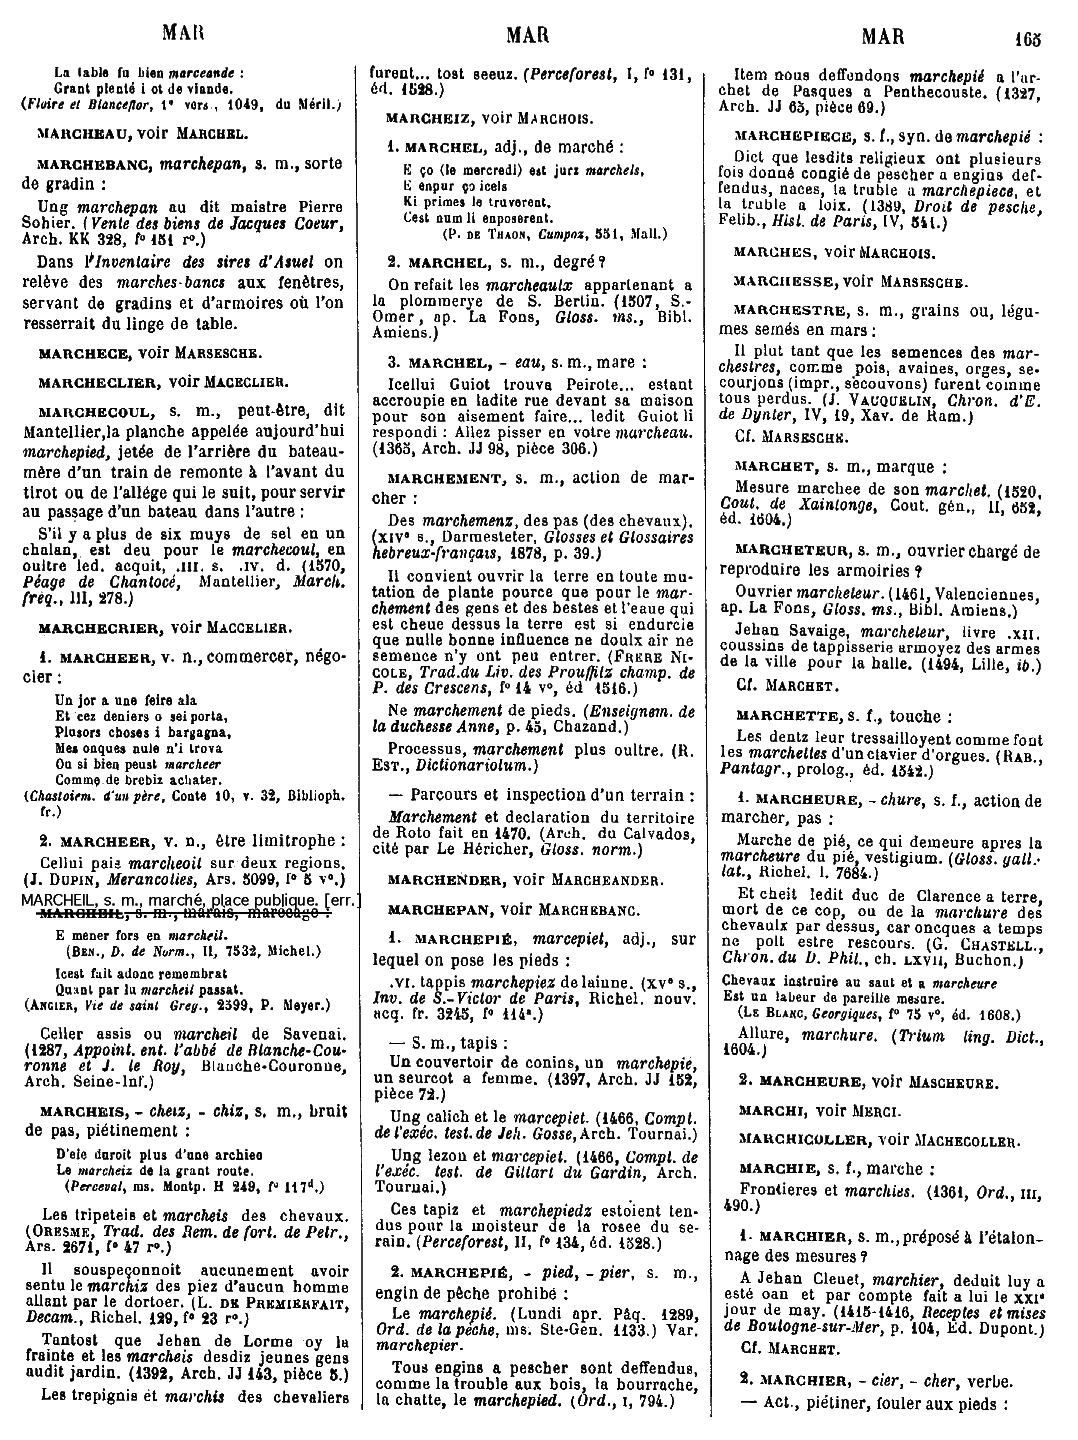 MAR
MAR
MAR 165
La table fu bien marceande :
Grant plenté i ot de viande.
(Floire et Blanceflor, 1e vers., 1049, du Méril.)
MARCHEAU, voir MARCHEL.
MARCHEBANC, marchepan, s. m., sorte
de gradin :
Ung marchepan au dit maistre Pierre
Sohier. (Vente des biens de Jacques Coeur,
Arch. KK 328, f° 151 r°.)
Dans l'Inventaire des sires d'Asuel on
relève des marches-bancs aux fenêtres,
servant de gradins et d'armoires où l'on
resserrait du linge de table.
MARCHECE, voir MARSESCHE.
MARCHECLIER, voir MACECLIER.
MARCHECOUL, s. m., peut-être, dit
Mantellier, la planche appelée aujourd'hui
marchepied, jetée de l'arrière du bateau-
mère d'un train de remonte à l'avant du
tirot ou de l'allége qui le suit, pour servir
au passage d'un bateau dans l'autre :
S'il y a plus de six muys de sel en un
chalan, est deu pour le marchecoul, en
oultre led. acquit, .III. s. .IV. d. (1570,
Péage de Chantocé, Mantellier, March.
fréq., III, 278.)
MARCHECRIER, voir MACCELIER.
1. MARCHEER, v. n., commercer, négo-
cier :
Un jor a une feire ala
Et cez deniers o sei porta,
Plusors choses i bargagna,
Mes onques nule n'i trova
Ou si bien peust marcheer
Comme de brebiz achater.
(Chastoiem. d'un père, Conte 10, v. 32, Biblioph.
fr.)
2. MARCHEER, v. n., être limitrophe :
Cellui pais marcheoit sur deux regions.
(J. DUPIN, Merancolies, Ars. 5099, f° 5 v°.)
MARCHEIL, s. m., marché, place publique. [err.]
MARCHEIL, s. m., marais, marecage :
E mener fors en marcheil.
(BEN., D. de Norm., II, 7532, Michel.)
Icest fait adonc remembrat
Quant par lu marcheil passat.
(ANGIER, Vie de saint Greg., 2399, P. Meyer.)
Celler assis ou marcheil de Savenai.
(1287, Appoint. ent. l'abbé de Blanche-Cou-
ronne et J. le Roy, Blanche-Couronne,
Arch. Seine-Inf.)
MARCHEIS, - cheiz, - chiz, s. m., bruit
de pas, piétinement :
D'ele duroit plus d'une archiee
Le marcheiz de la grant route.
(Perceval, ms. Montp. H 249, f° 117d.)
Les tripeteis et marcheis des chevaux.
(ORESME, Trad. des Rem. de fort. de Petr.,
Ars. 2671, f° 47 r°.)
Il souspeçonnoit aucunement avoir
sentu le marchiz des piez d'aucun homme
allant par le dortoer. (L. DE PREMIERFAIT,
Decam., Richel. 129, f° 23 r°.)
Tantost que Jehan de Lorme oy la
frainte et les marcheis desdiz jeunes gens
audit jardin. (1392, Arch. JJ 143, pièce 5.)
Les trepignis et marchis des chevaliers
furent... tost seeuz. (Perceforest, I, f° 131,
éd. 1528.)
MARCHEIZ, voir MARCHOIS.
1. MARCHEL, adj., de marché :
E ço (le mercredi) est jurz marchels,
E enpur ço icels
Ki primes le truverent,
Cest num li enposerent.
(P. DE THAON, Cumpoz, 551, Mall.)
2. MARCHEL, s. m., degré ?
On refait les marcheaulx appartenant a
la plommerye de S. Bertin. (1507, S.-
Omer, ap. La Fons, Gloss. ms., Bibl.
Amiens.)
3. MARCHEL, - eau, s. m., mare :
Icellui Guiot trouva Peirote... estant
accroupie en ladite rue devant sa maison
pour son aisement faire... ledit Guiot li
respondi : Allez pisser en votre marcheau.
(1365, Arch. JJ 98, pièce 306.)
MARCHEMENT, s. m., action de mar-
cher :
Des marchemenz, des pas (des chevaux).
(XIVe s., Darmesteter, Glosses et Glossaires
hebreux-français, 1878, p. 39.)
Il convient ouvrir la terre en toute mu-
tation de plante pource que pour le mar-
chement des gens et des bestes et l'eaue qui
est cheue dessus la terre est si endurcie
que nulle bonne influence ne doulx air ne
semence n'y ont peu entrer. (FRERE NI-
COLE, Trad. du Liv. des Prouffitz champ. de
P. des Crescens, f° 14 v°, éd 1516.)
Ne marchement de pieds. (Enseignem. de
la duchesse Anne, p. 45, Chazand.)
Processus, marchement plus oultre. (R.
EST., Dictionariolum.)
— Parcours et inspection d'un terrain :
Marchement et declaration du territoire
de Roto fait en 1470. (Arch. du Calvados,
cité par Le Héricher, Gloss. norm.)
MARCHENDER, voir MARCHEANDER.
MARCHEPAN, voir MARCHEBANC.
1. MARCHEPIÉ, marcepiet, adj., sur
lequel on pose les pieds :
.VI. tappis marchepiez de laiune. (XVe s.,
Inv. de S.-Victor de Paris, Richel. nouv.
acq. fr. 3245, f° 114a.)
— S. m., tapis :
Un couvertoir de conins, un marchepie,
un seurcot a femme. (1397, Arch. JJ 152,
pièce 72.)
Ung calich et le marcepiet. (1466, Compt.
de l'exéc. test. de Jeh. Gosse, Arch. Tournai.)
Ung lezon et marcepiet. (1466, Compt. de
l'exéc. test. de Gillart du Gardin, Arch.
Tournai.)
Ces tapiz et marchepiedz estoient ten-
dus pour la moisteur de la rosee du se-
rain. (Perceforest, II, f° 134, éd. 1528.)
2. MARCHEPIÉ, - pied, - pier, s. m.,
engin de pêche prohibé :
Le marchepié. (Lundi apr. Pâq. 1289,
Ord. de la pêche, ms. Ste-Gen. 1133.) Var.
marchepier.
Tous engins a pescher sont deffendus,
comme la trouble aux bois, la bourrache,
la chatte, le marchepied. (Ord., I, 794.)
Item nous deffendons marchepié a l'ar-
chet de Pasques a Penthecouste. (1327,
Arch. JJ 65, pièce 69.)
MARCHEPIECE, s. f., syn. de marchepié :
Dict que lesdits religieux ont plusieurs
fois donné congié de pescher a engins def-
fendus, naces, la truble a marchepiece, et
la truble a loix. (1389, Droit de pesche,
Felib., Hist. de Paris, IV, 541.)
MARCHES, voir MARCHOIS.
MARCHESSE, voir MARSESCHE.
MARCHESTRE, s. m., grains ou, légu-
mes semés en mars :
Il plut tant que les semences des mar-
chestres, comme pois, avaines, orges, se-
courjons (impr., secouvons) furent comme
tous perdus. (J. VAUQUELIN, Chron. d'E.
de Dynter, IV, 19, Xav. de Ram.)
Cf. MARSESCHE.
MARCHET, s. m., marque :
Mesure marchee de son marchet. (1520,
Cout. de Xaintonge, Cout. gén., II, 652,
éd. 1604.)
MARCHETEUR, s. m., ouvrier chargé de
reproduire les armoiries ?
Ouvrier marcheteur. (1461, Valenciennes,
ap. La Fons, Gloss. ms., Bibl. Amiens.)
Jehan Savaige, marcheteur, livre .XII.
coussins de tappisserie armoyez des armes
de la ville pour la halle. (1494, Lille, ib.)
Cf. MARCHET.
MARCHETTE, s. f., touche :
Les dentz leur tressailloyent comme font
les marchettes d'un clavier d'orgues. (RAB.,
Pantagr., prolog., éd. 1542.)
1. MARCHEURE, - chure, s. f., action de
marcher, pas :
Marche de pié, ce qui demeure apres la
marcheure du pié, vestigium. (Gloss. gall.-
lat., Richel. l. 7684.)
Et cheit ledit duc de Clarence a terre,
mort de ce cop, ou de la marchure des
chevaulx par dessus, car oncques a temps
ne polt estre rescours. (G. CHASTELL.,
Chron. du D. Phil., ch. LXVII, Buchon.)
Chevaux instruire au saut et a marcheure
Est un labeur de pareille mesure.
(LE BLANC, Georgiques, f° 75 v°, éd. 1608.)
Allure, marchure. (Trium ling. Dict.,
1604.)
2. MARCHEURE, voir MASCHEURE.
MARCHI, voir MERCI.
MARCHICOLLER, voir MACHECOLLER.
MARCHIE, s. f., marche :
Frontieres et marchies. (1361, Ord., III,
490.)
1. MARCHIER, s. m., préposé à l'étalon-
nage des mesures ?
A Jehan Cleuet, marchier, deduit luy a
esté oan et par compte fait a lui le XXIe
jour de may. (1415-1416, Receptes et mises
de Boulogne-sur-Mer, p. 104, Ed. Dupont.)
Cf. MARCHET.
2. MARCHIER, - cier, - cher, verbe.
— Act., piétiner, fouler aux pieds :